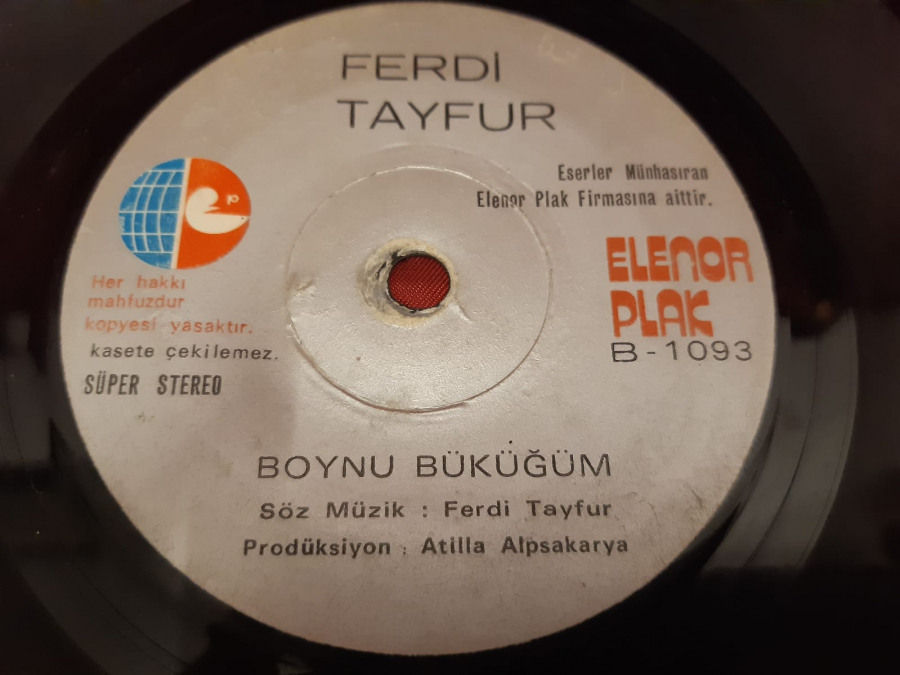 FERDİ
TAYFUR
Eserler Münhasıran
Elenor Plak Firmasına aittir.
ELENOR
PLAK
B-1093
Her hakkı
mahfuzdur
kopyesi yasaktır.
kasete çekilemez.
SÜPER STEREO
BOYNU BÜKÜĞÜM
Söz Müzik : Ferdi Tayfur
Prodüksiyon : Atilla Alpsakarya